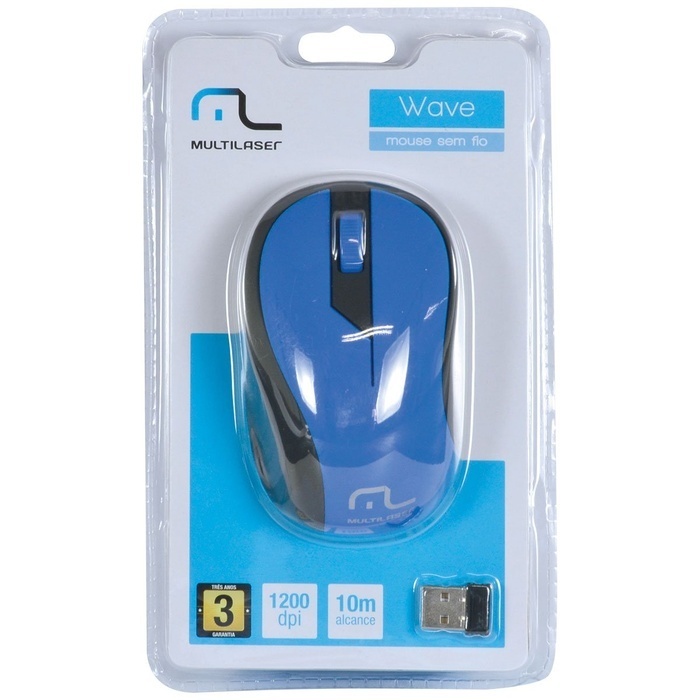 MULTILASER
Wave
mouse sem fio
MULTILASER
TRÊS ANOS
3
GARANTIA
1200
dpi
10m
alcance